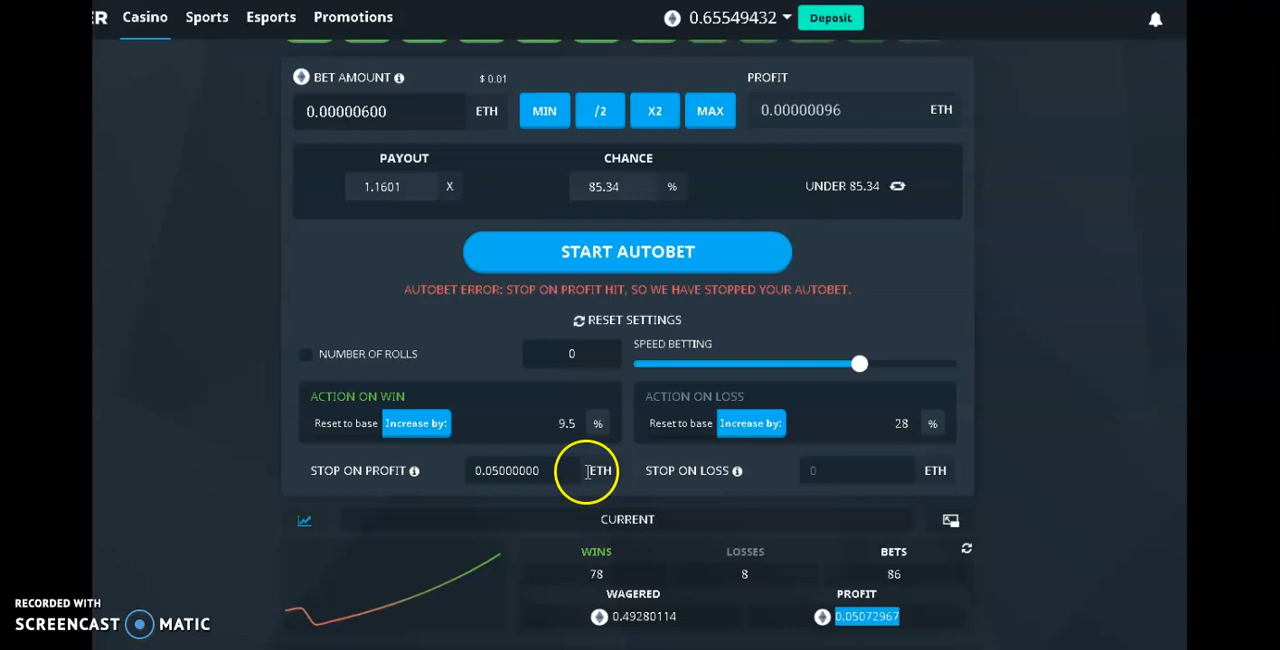 ER Casino Sports Esports Promotions 0.65549432 Deposit
BET AMOUNT $ 0.01 PROFIT
0.00000600 ETH MIN /2 X2 MAX 0.00000096 ETH
PAYOUT CHANCE
1.1601 X 85.34 % UNDER 85.34
START AUTOBET
AUTOBET ERROR: STOP ON PROFIT HIT, SO WE HAVE STOPPED YOUR AUTOBET.
RESET SETTINGS
NUMBER OF ROLLS 0 SPEED BETTING
ACTION ON WIN ACTION ON LOSS
Reset to base Increase by: 9.5 % Reset to base Increase by: 28 %
STOP ON PROFIT 0.05000000 ETH STOP ON LOSS 0 ETH
CURRENT
WINS LOSSES BETS
78 8 86
WAGERED PROFIT
0.49280114 0.05072967
RECORDED WITH
SCREENCAST MATIC